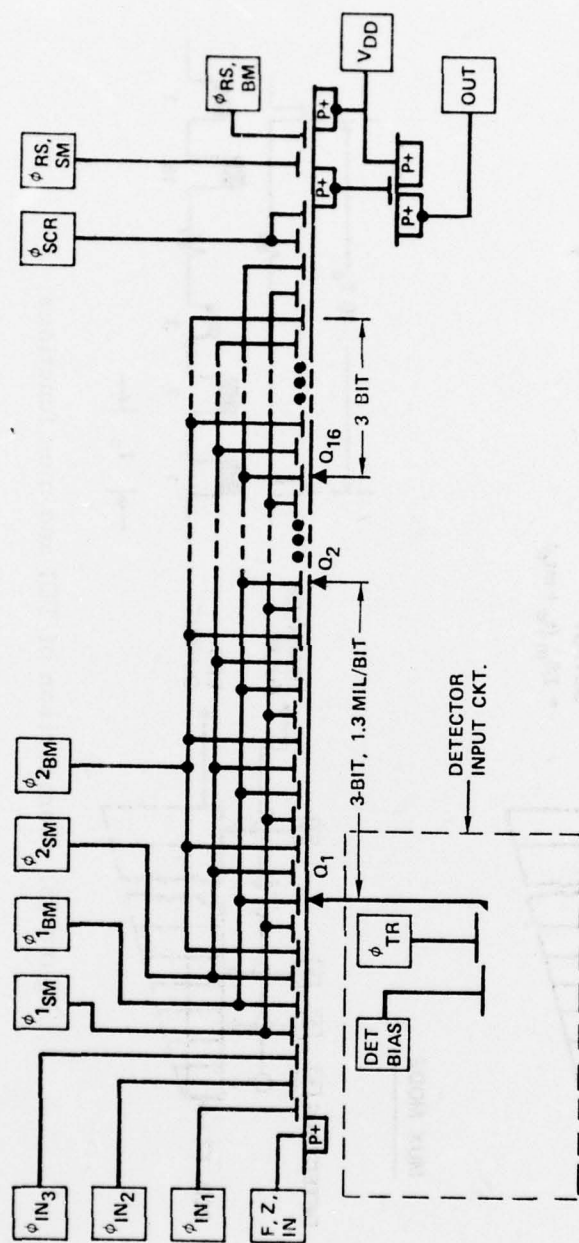 φIN3
φIN2
φIN1
F, Z, IN
P+
φ1SM
φ1BM
φ2SM
φ2BM
Q1
Q2
Q16
3-BIT, 1.3 MIL/BIT
3 BIT
DETECTOR
INPUT CKT.
DET
BIAS
φTR
φSCR
φRS,
SM
φRS,
BM
P+
P+
P+
P+
VDD
OUT